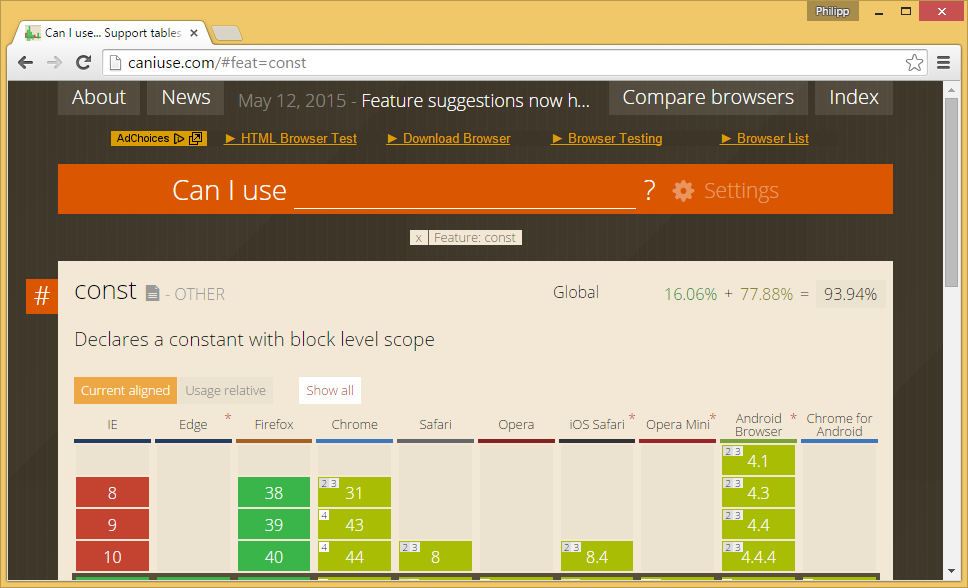 Philipp
Can I use... Support tables
caniuse.com/#feat=const
About News May 12, 2015 - Feature suggestions now h... Compare browsers Index
AdChoices ► HTML Browser Test ► Download Browser ► Browser Testing ► Browser List
Can I use ? Settings
x Feature: const
# const - OTHER Global 16.06% + 77.88% = 93.94%
Declares a constant with block level scope
Current aligned Usage relative Show all
IE Edge * Firefox Chrome Safari Opera iOS Safari * Opera Mini * Android Browser * Chrome for Android
2 3 4.1
8 38 2 3 31 2 3 4.3
9 39 4 43 2 3 4.4
10 40 4 44 2 3 8 2 3 8.4 2 3 4.4.4